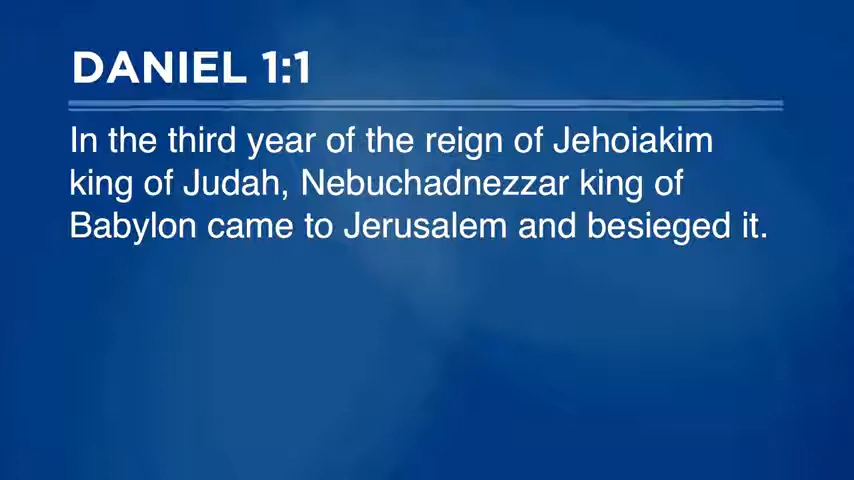 DANIEL 1:1
In the third year of the reign of Jehoiakim
king of Judah, Nebuchadnezzar king of
Babylon came to Jerusalem and besieged it.